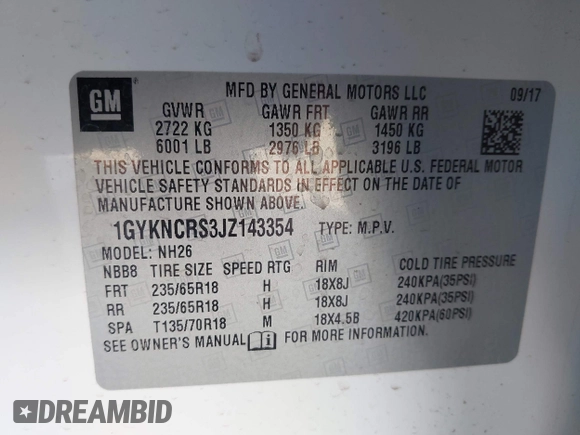 GM
MFD BY GENERAL MOTORS LLC 09/17
GVWR GAWR FRT GAWR RR
2722 KG 1350 KG 1450 KG
6001 LB 2976 LB 3196 LB
THIS VEHICLE CONFORMS TO ALL APPLICABLE U.S. FEDERAL MOTOR
VEHICLE SAFETY STANDARDS IN EFFECT ON THE DATE OF
MANUFACTURE SHOWN ABOVE.
1GYKNCRS3JZ143354 TYPE: M.P.V.
MODEL: NH26
NBB8 TIRE SIZE SPEED RTG RIM COLD TIRE PRESSURE
FRT 235/65R18 H 18X8J 240KPA(35PSI)
RR 235/65R18 H 18X8J 240KPA(35PSI)
SPA T135/70R18 M 18X4.5B 420KPA(60PSI)
SEE OWNER'S MANUAL FOR MORE INFORMATION.
DREAMBID